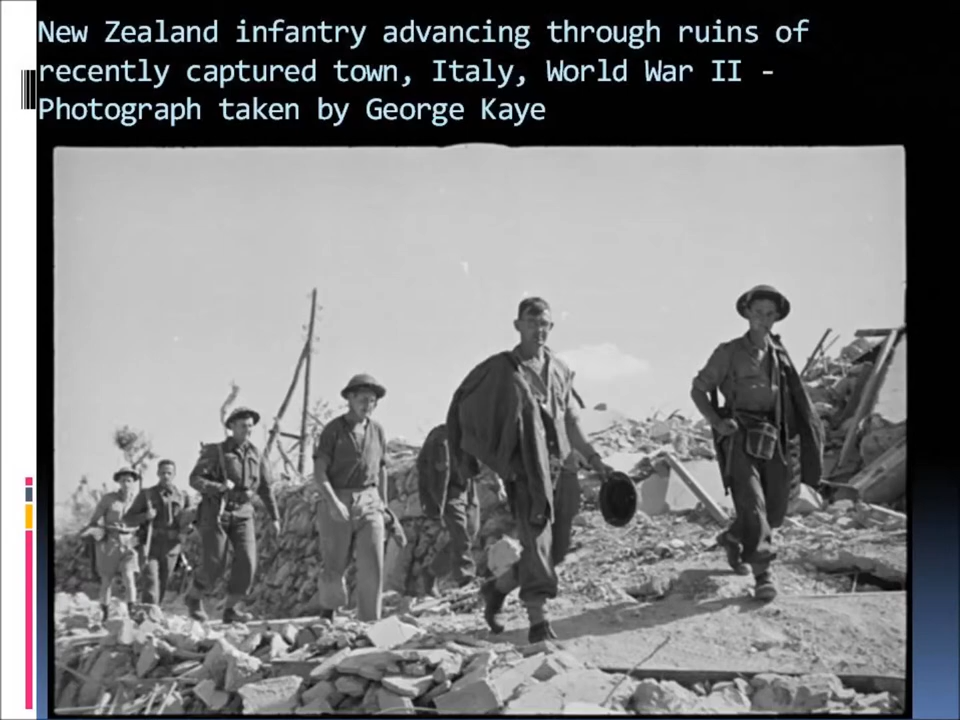 New Zealand infantry advancing through ruins of
recently captured town, Italy, World War II -
Photograph taken by George Kaye